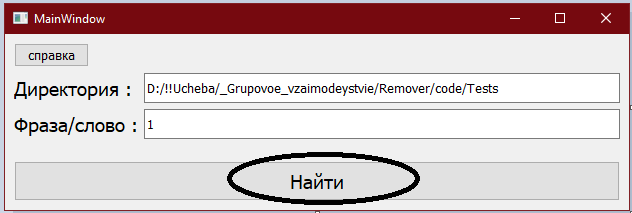 MainWindow
справка
Директория : D:/!!Ucheba/_Grupovoe_vzaimodeystvie/Remover/code/Tests
Фраза/слово : 1
Найти